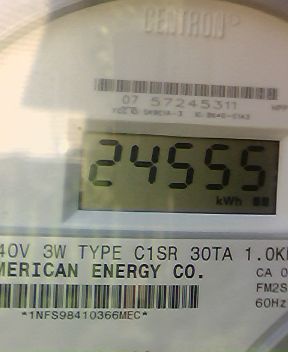 CENTRON®
07 57245311
24555
kWh
40V 3W TYPE C1SR 30TA 1.0K
MERICAN ENERGY CO.
CA 0
FM2S
60Hz
*1NFS98410366MEC*